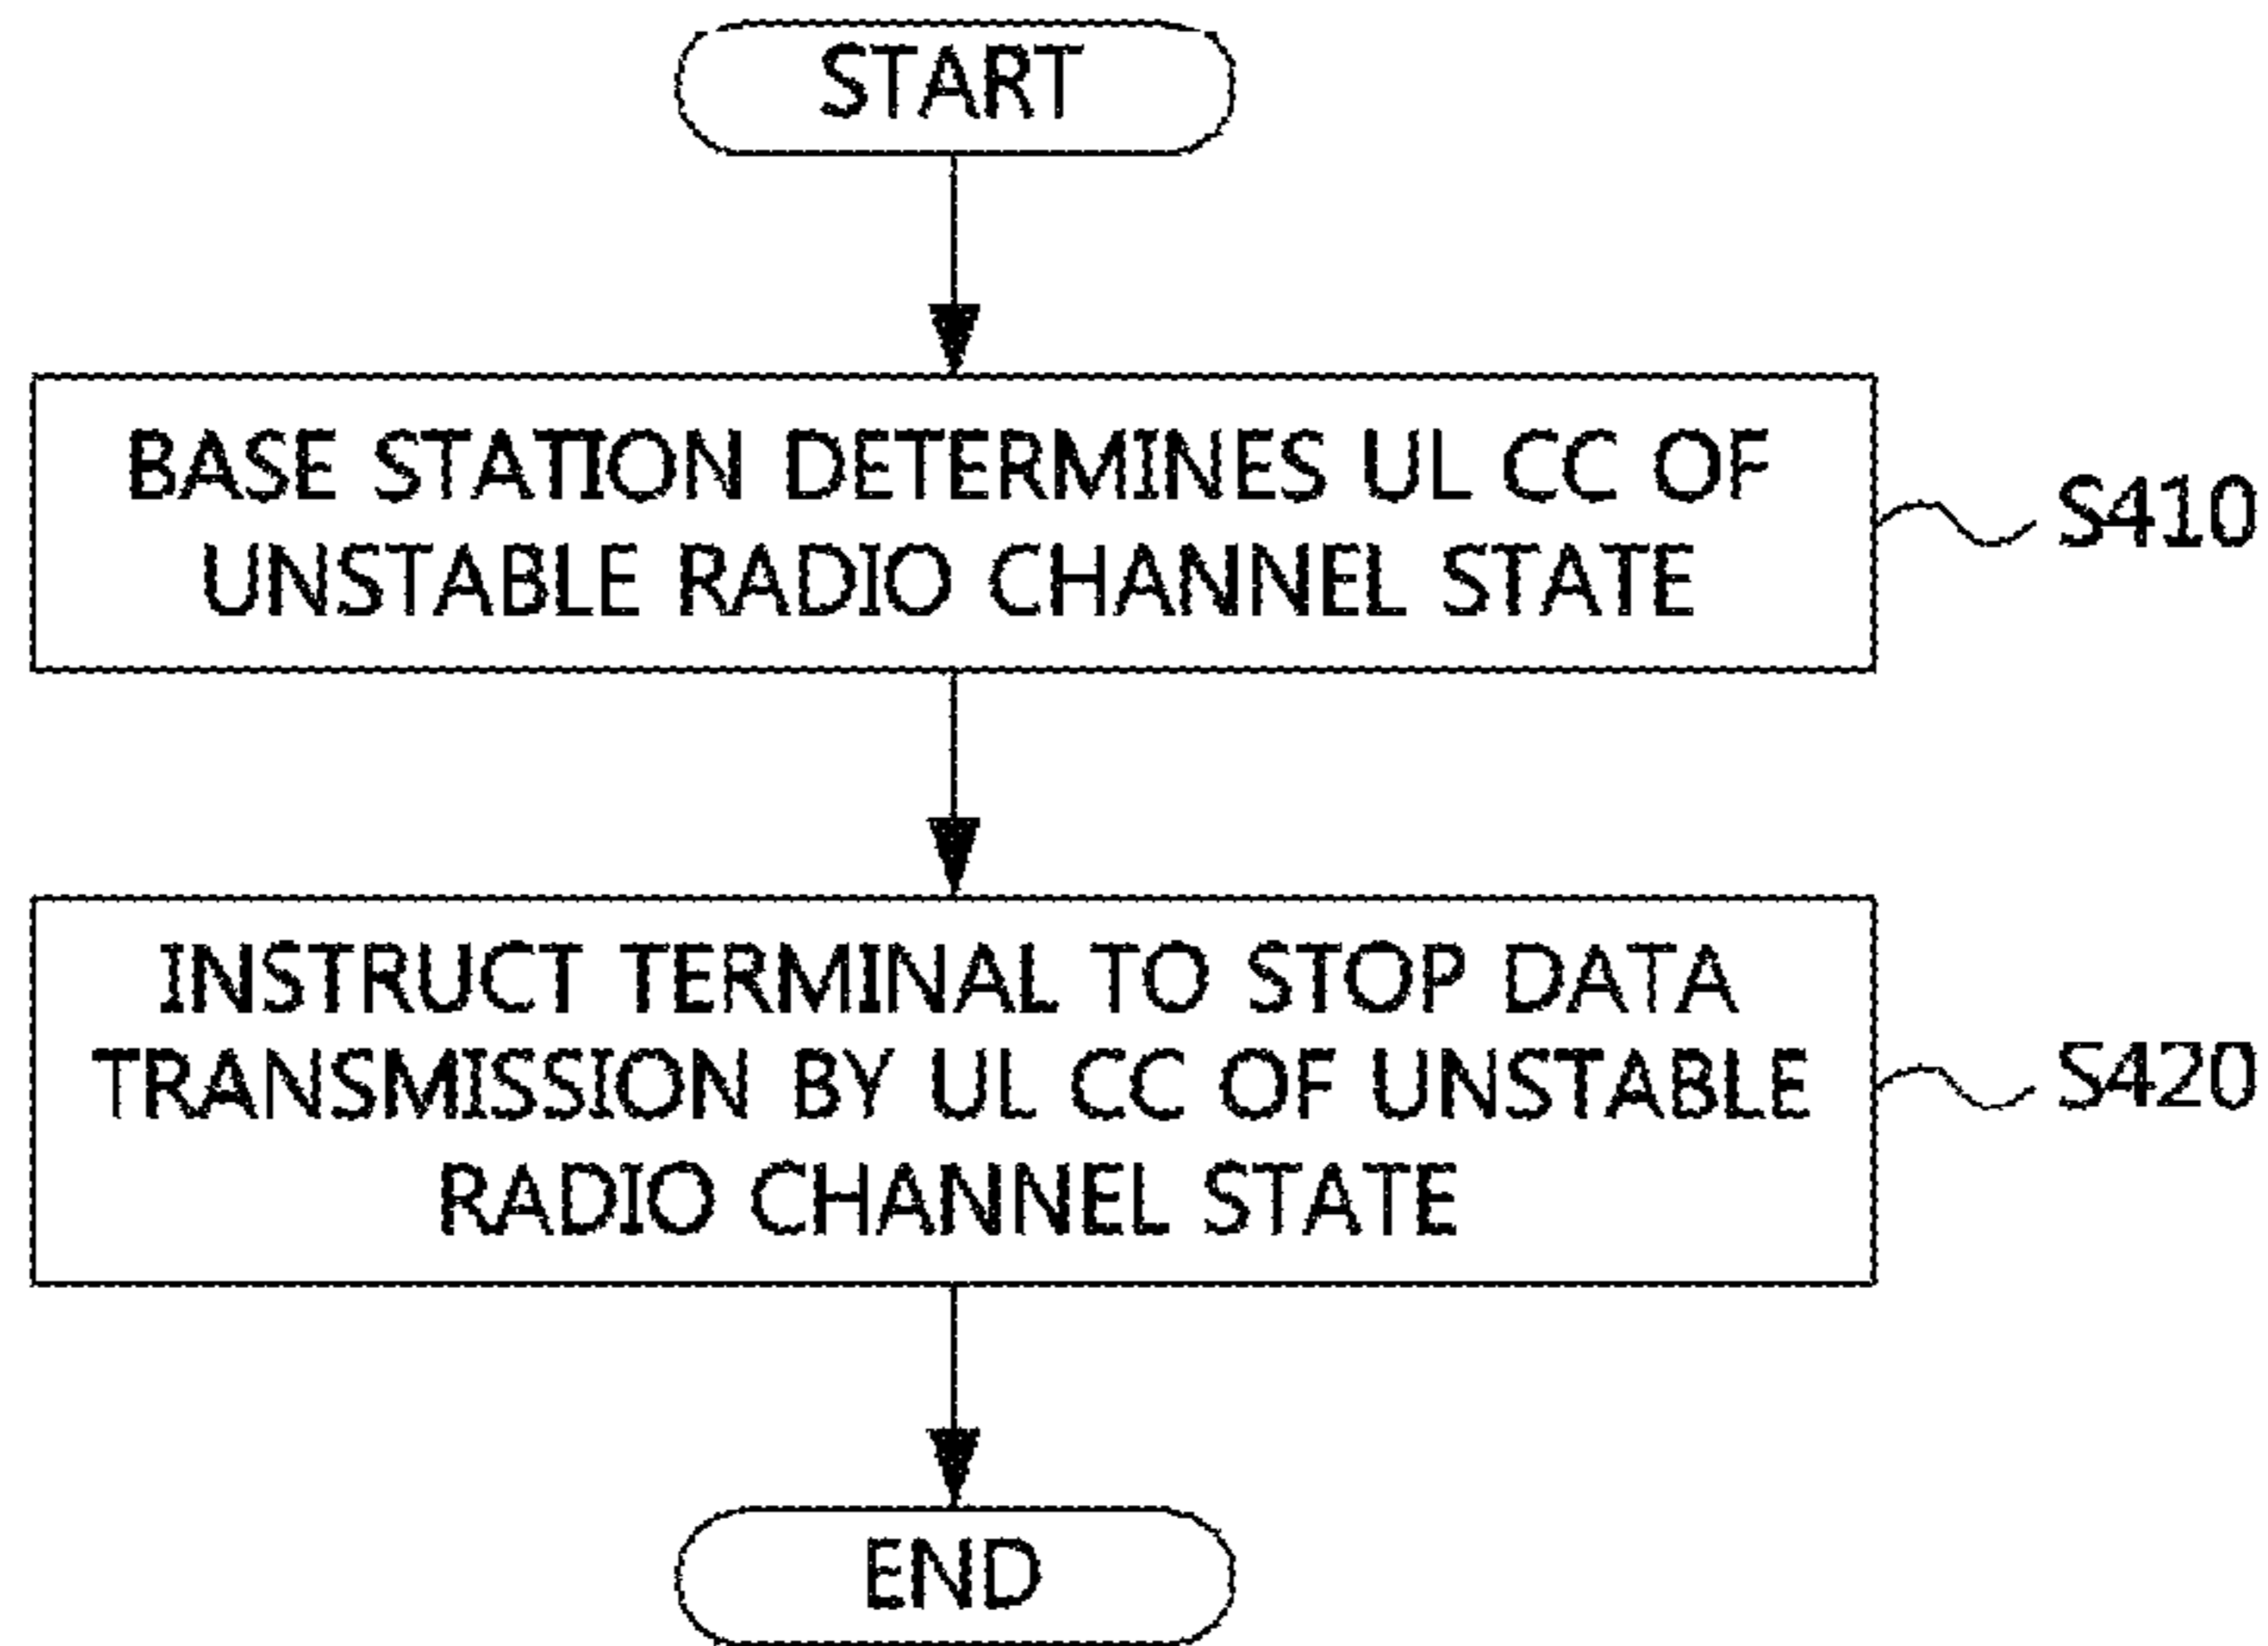 START
BASE STATION DETERMINES UL CC OF
UNSTABLE RADIO CHANNEL STATE
S410
INSTRUCT TERMINAL TO STOP DATA
TRANSMISSION BY UL CC OF UNSTABLE
RADIO CHANNEL STATE
S420
END